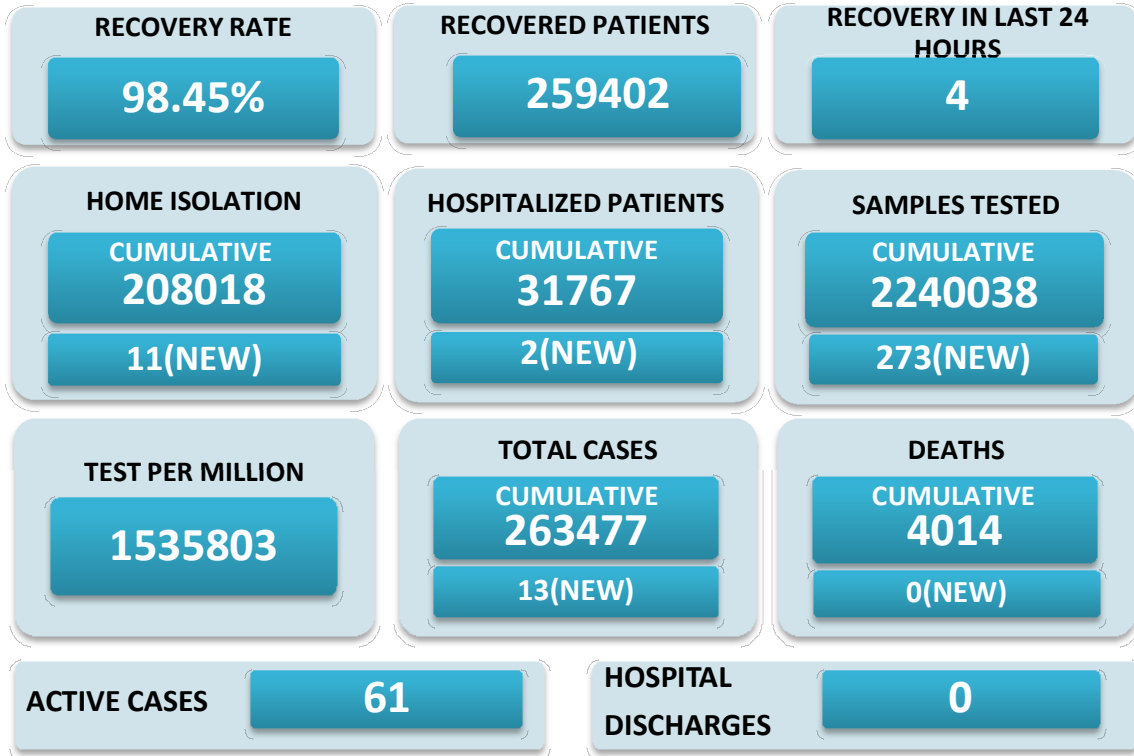 RECOVERY RATE
98.45%
RECOVERED PATIENTS
259402
RECOVERY IN LAST 24
HOURS
4
HOME ISOLATION
CUMULATIVE
208018
11(NEW)
HOSPITALIZED PATIENTS
CUMULATIVE
31767
2(NEW)
SAMPLES TESTED
CUMULATIVE
2240038
273(NEW)
TEST PER MILLION
1535803
TOTAL CASES
CUMULATIVE
263477
13(NEW)
DEATHS
CUMULATIVE
4014
0(NEW)
ACTIVE CASES
61
HOSPITAL
DISCHARGES
0